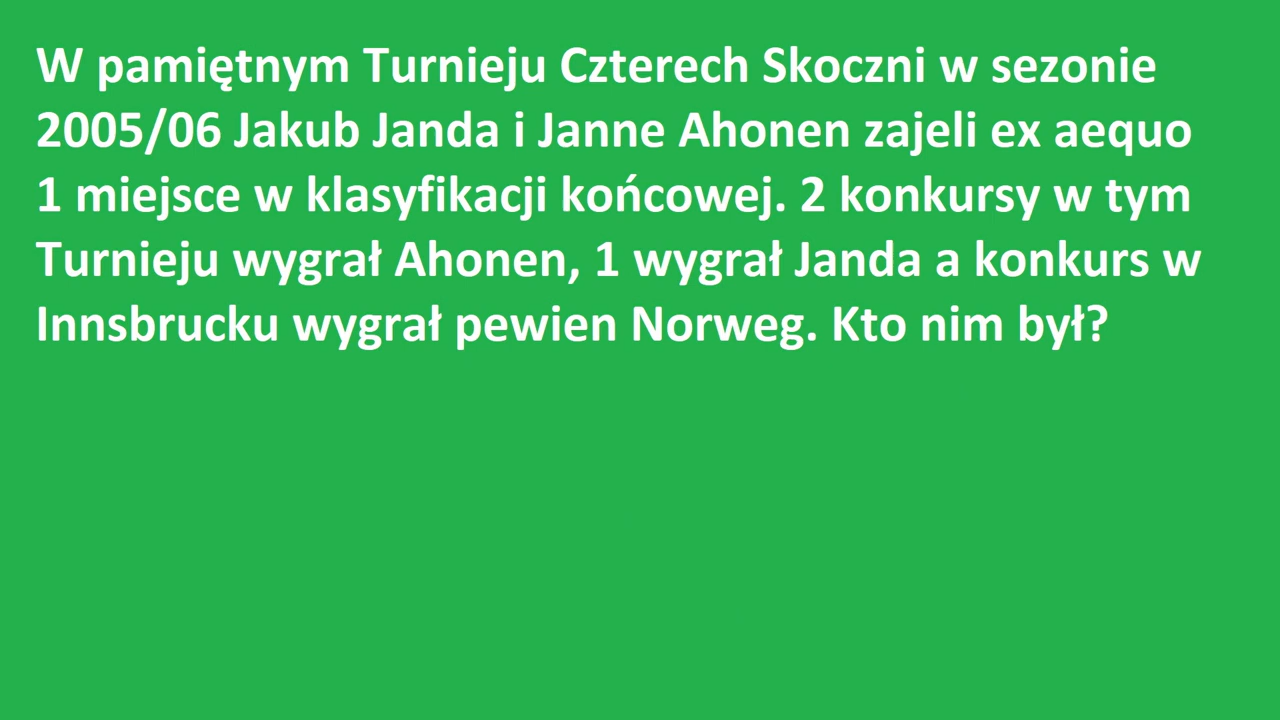 W pamiętnym Turnieju Czterech Skoczni w sezonie
2005/06 Jakub Janda i Janne Ahonen zajeli ex aequo
1 miejsce w klasyfikacji końcowej. 2 konkursy w tym
Turnieju wygrał Ahonen, 1 wygrał Janda a konkurs w
Innsbrucku wygrał pewien Norweg. Kto nim był?